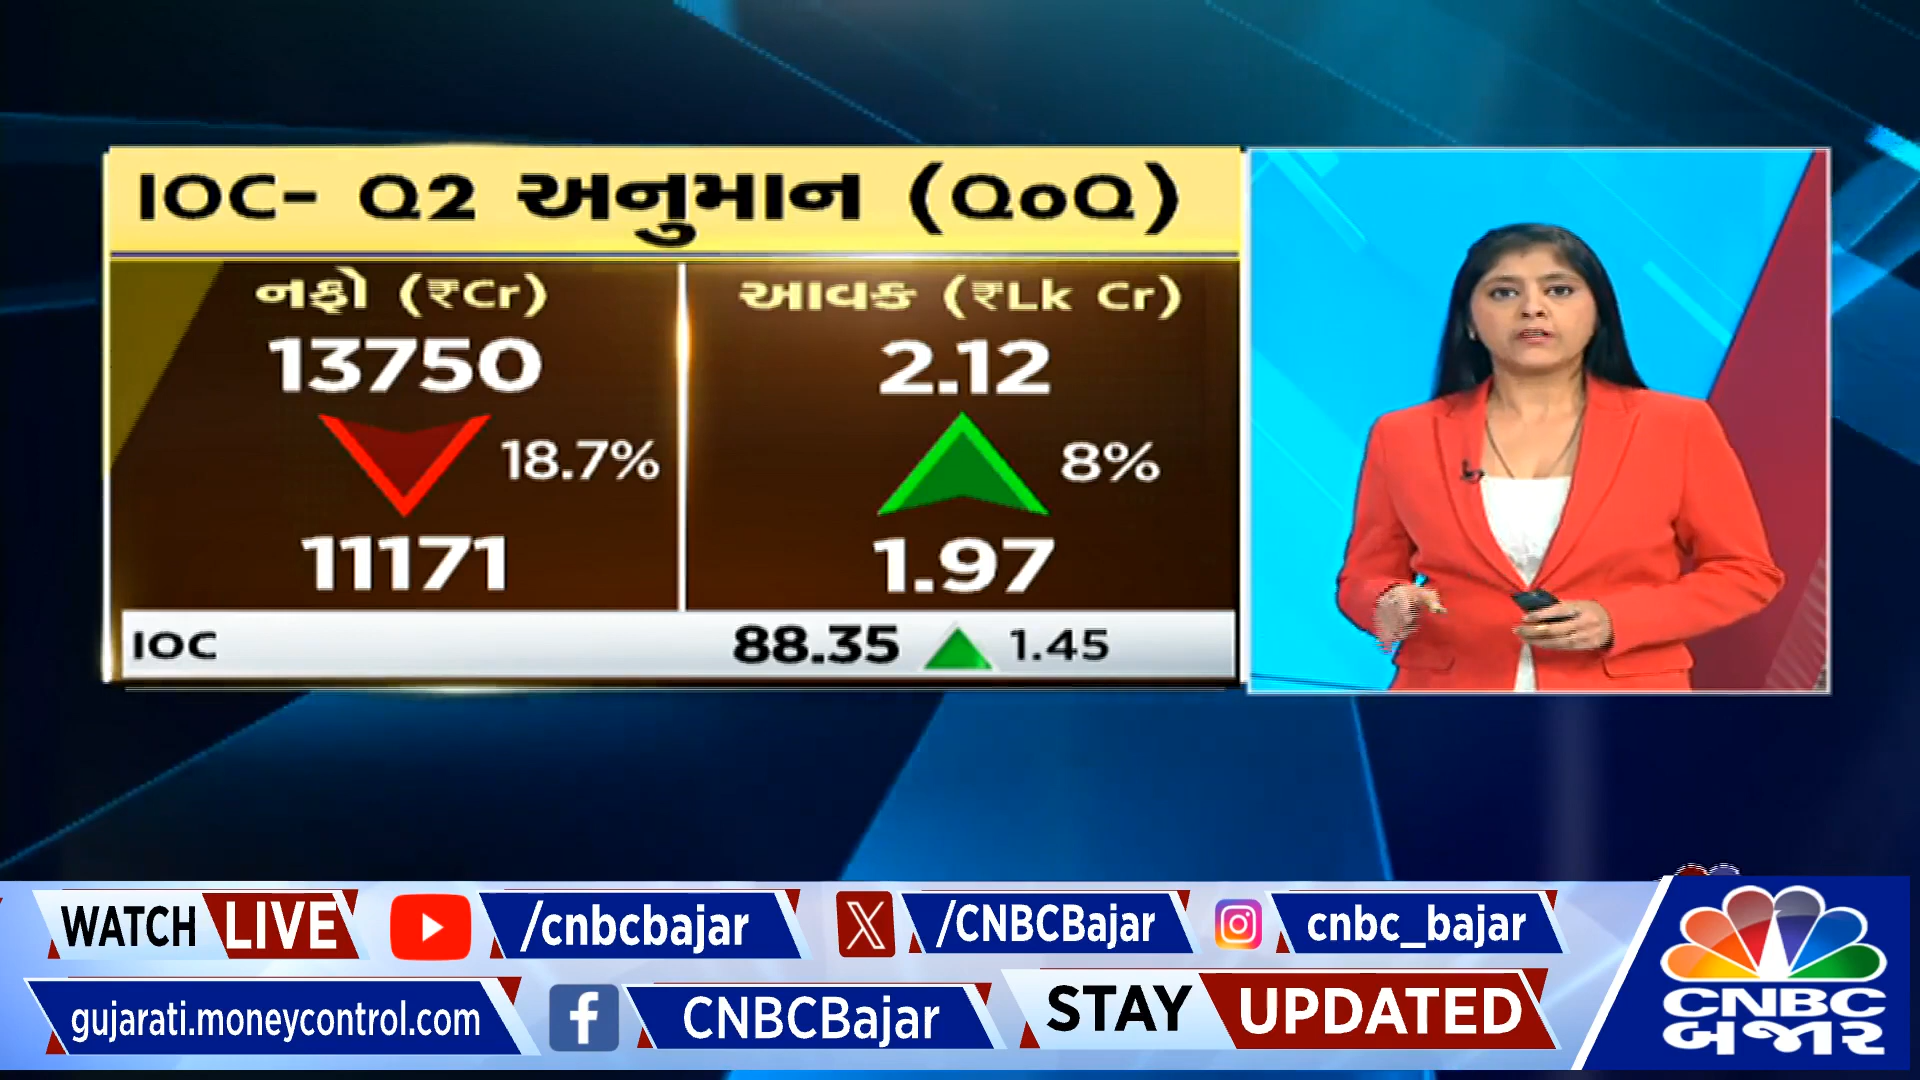 IOC- Q2 અનુમાન (QoQ)
નફો (₹Cr)
13750
18.7%
11171
આવક (₹Lk Cr)
2.12
8%
1.97
IOC 88.35 1.45
WATCH LIVE /cnbcbajar /CNBCBajar cnbc_bajar
gujarati.moneycontrol.com CNBCBajar STAY UPDATED
CNBC
બજાર